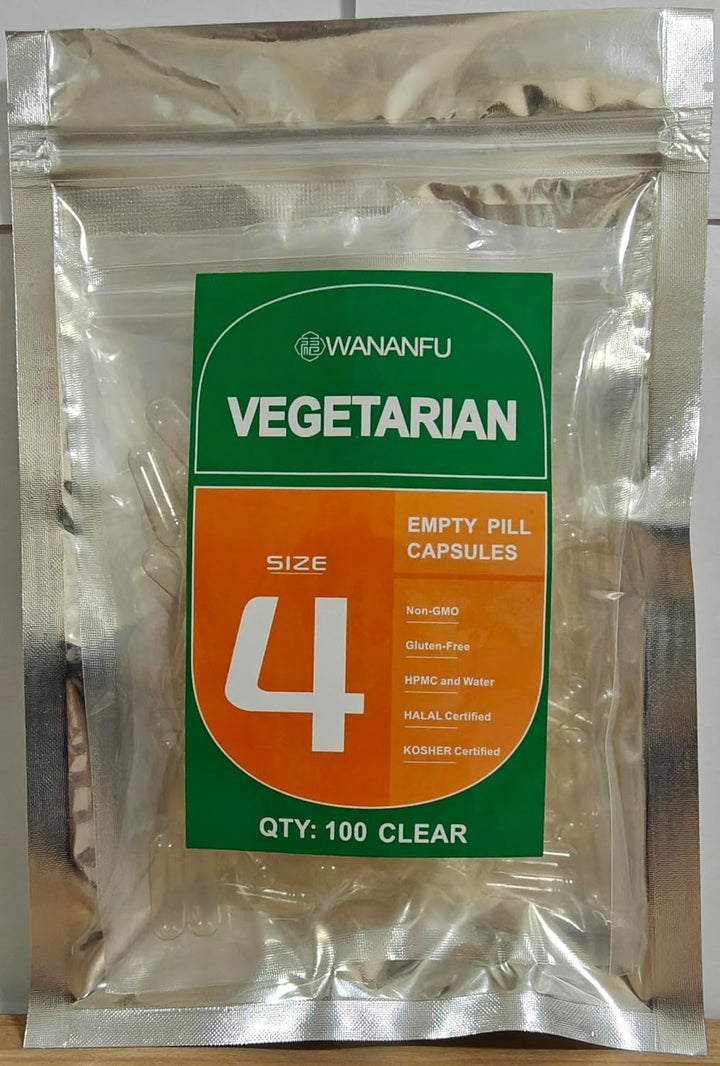 WANANFU
VEGETARIAN
SIZE
4
EMPTY PILL
CAPSULES
Non-GMO
Gluten-Free
HPMC and Water
HALAL Certified
KOSHER Certified
QTY: 100 CLEAR